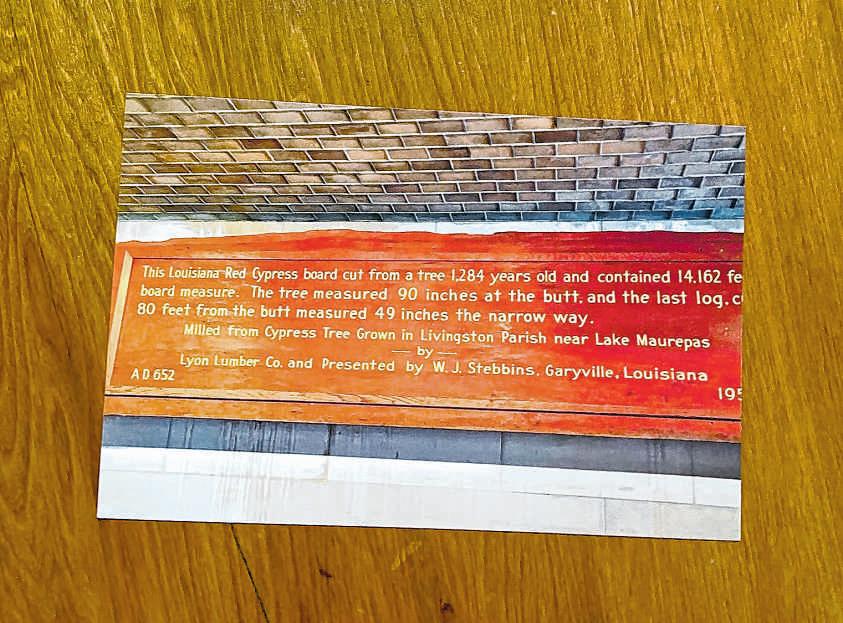 This Louisiana Red Cypress board cut from a tree 1,284 years old and contained 14,162 fe
board measure. The tree measured 90 inches at the butt, and the last log, c
80 feet from the butt measured 49 inches the narrow way.
Milled from Cypress Tree Grown in Livingston Parish near Lake Maurepas
— by —
Lyon Lumber Co. and Presented by W. J. Stebbins, Garyville, Louisiana
A D 652
195